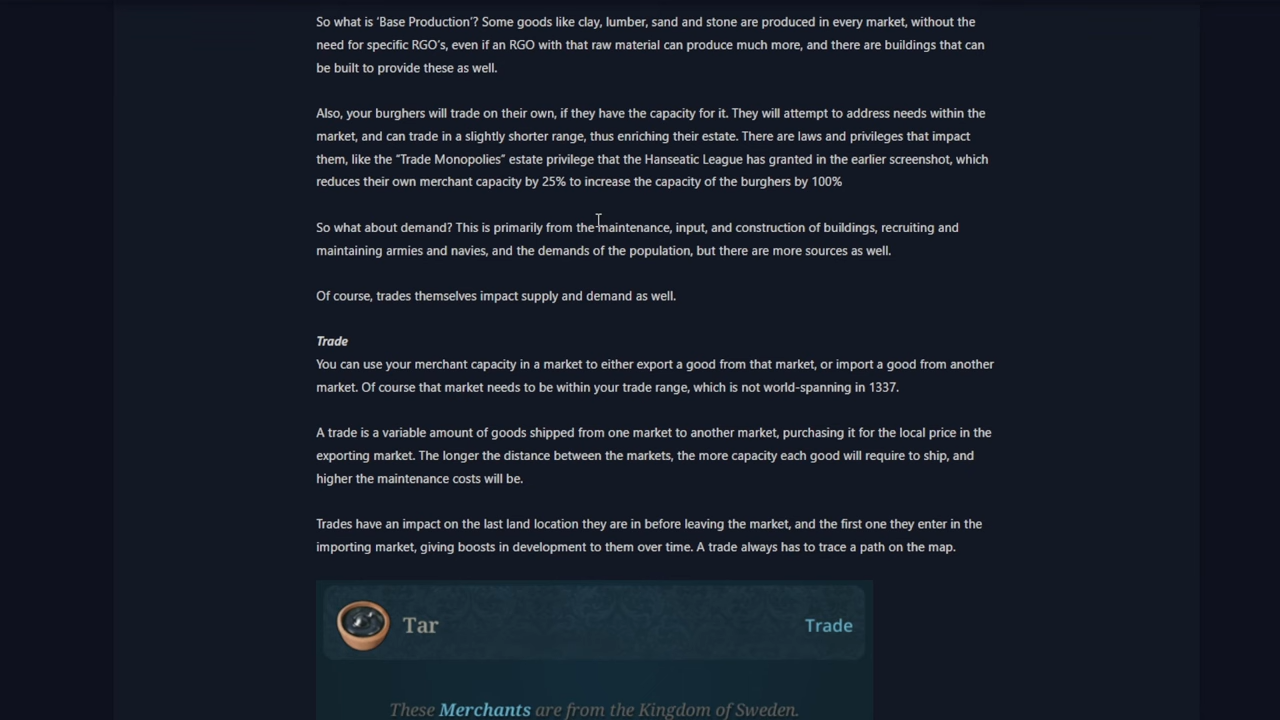 So what is ‘Base Production’? Some goods like clay, lumber, sand and stone are produced in every market, without the
need for specific RGO’s, even if an RGO with that raw material can produce much more, and there are buildings that can
be built to provide these as well.
Also, your burghers will trade on their own, if they have the capacity for it. They will attempt to address needs within the
market, and can trade in a slightly shorter range, thus enriching their estate. There are laws and privileges that impact
them, like the “Trade Monopolies” estate privilege that the Hanseatic League has granted in the earlier screenshot, which
reduces their own merchant capacity by 25% to increase the capacity of the burghers by 100%
So what about demand? This is primarily from the maintenance, input, and construction of buildings, recruiting and
maintaining armies and navies, and the demands of the population, but there are more sources as well.
Of course, trades themselves impact supply and demand as well.
Trade
You can use your merchant capacity in a market to either export a good from that market, or import a good from another
market. Of course that market needs to be within your trade range, which is not world-spanning in 1337.
A trade is a variable amount of goods shipped from one market to another market, purchasing it for the local price in the
exporting market. The longer the distance between the markets, the more capacity each good will require to ship, and
higher the maintenance costs will be.
Trades have an impact on the last land location they are in before leaving the market, and the first one they enter in the
importing market, giving boosts in development to them over time. A trade always has to trace a path on the map.
Tar
Trade
These Merchants are from the Kingdom of Sweden.